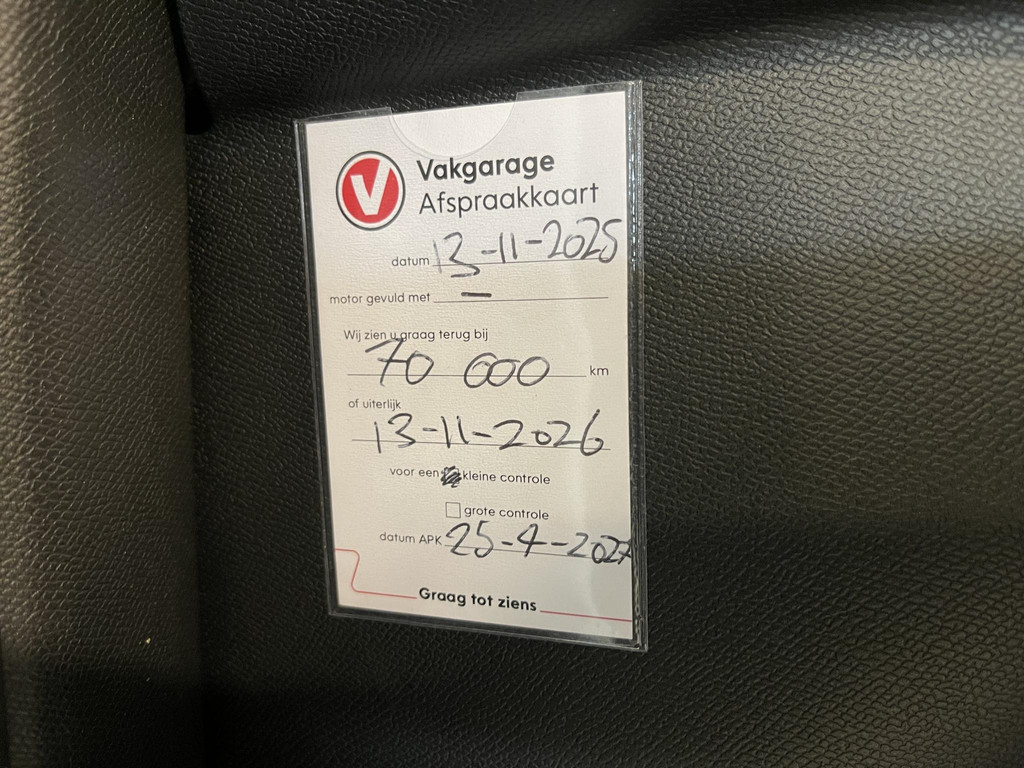 V Vakgarage
Afspraakkaart
datum 13-11-2025
motor gevuld met —
Wij zien u graag terug bij
70 000 km
of uiterlijk
13-11-2026
voor een kleine controle
grote controle
datum APK 25-4-2027
Graag tot ziens